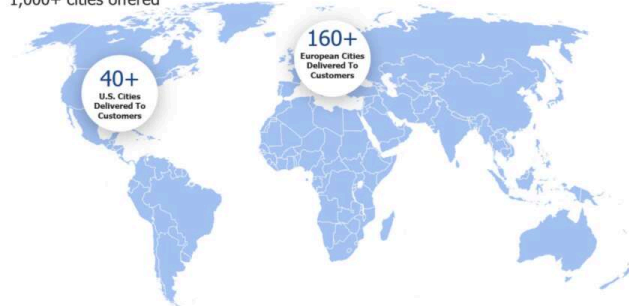 1,000+ cities offered
160+
European Cities
Delivered To
Customers
40+
U.S. Cities
Delivered To
Customers